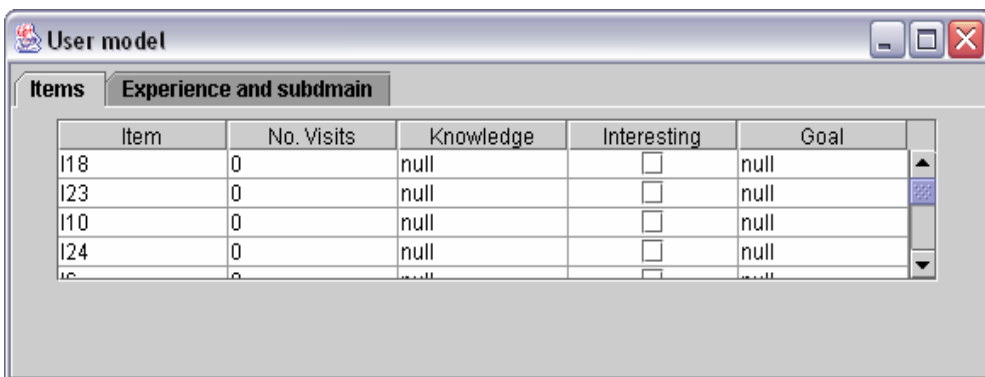 User model
Items Experience and subdmain
Item No. Visits Knowledge Interesting Goal
I18 0 null null
I23 0 null null
I10 0 null null
I24 0 null null